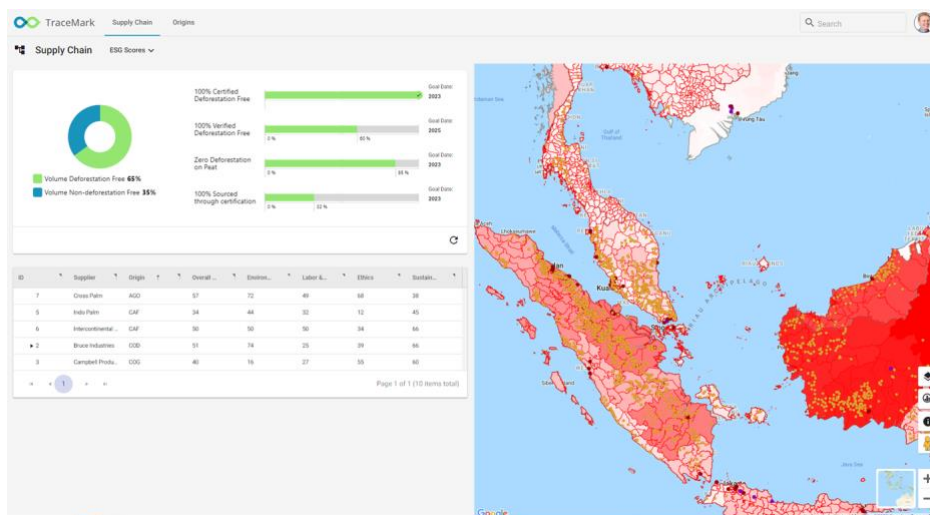 TraceMark
Supply Chain
Origins
Search
Supply Chain
ESG Scores
100% Certified
Deforestation Free
Goal Date:
2023
100% Verified
Deforestation Free
0 %
Goal Date:
2025
Zero Deforestation
on Peat
0 %
Goal Date:
2023
100% Sourced
through certification
0 %
32 %
Goal Date:
2023
Volume Deforestation Free 65%
Volume Non-deforestation Free 35%
ID Supplier Origin ↑ Overall ... Environ... Labor &... Ethics Sustain...
7 Cross Palm AGO 57 72 49 68 38
5 Indo Palm CAF 34 44 32 12 45
6 Intercontinental ... CAF 50 50 50 34 66
2 Bruce Industries COD 51 74 25 39 66
3 Campbell Produ... COG 40 16 27 55 60
1
Page 1 of 1 (10 items total)
Gulf of
Thailand
Vung Tau
Lhokseumawe
Java Sea
Google